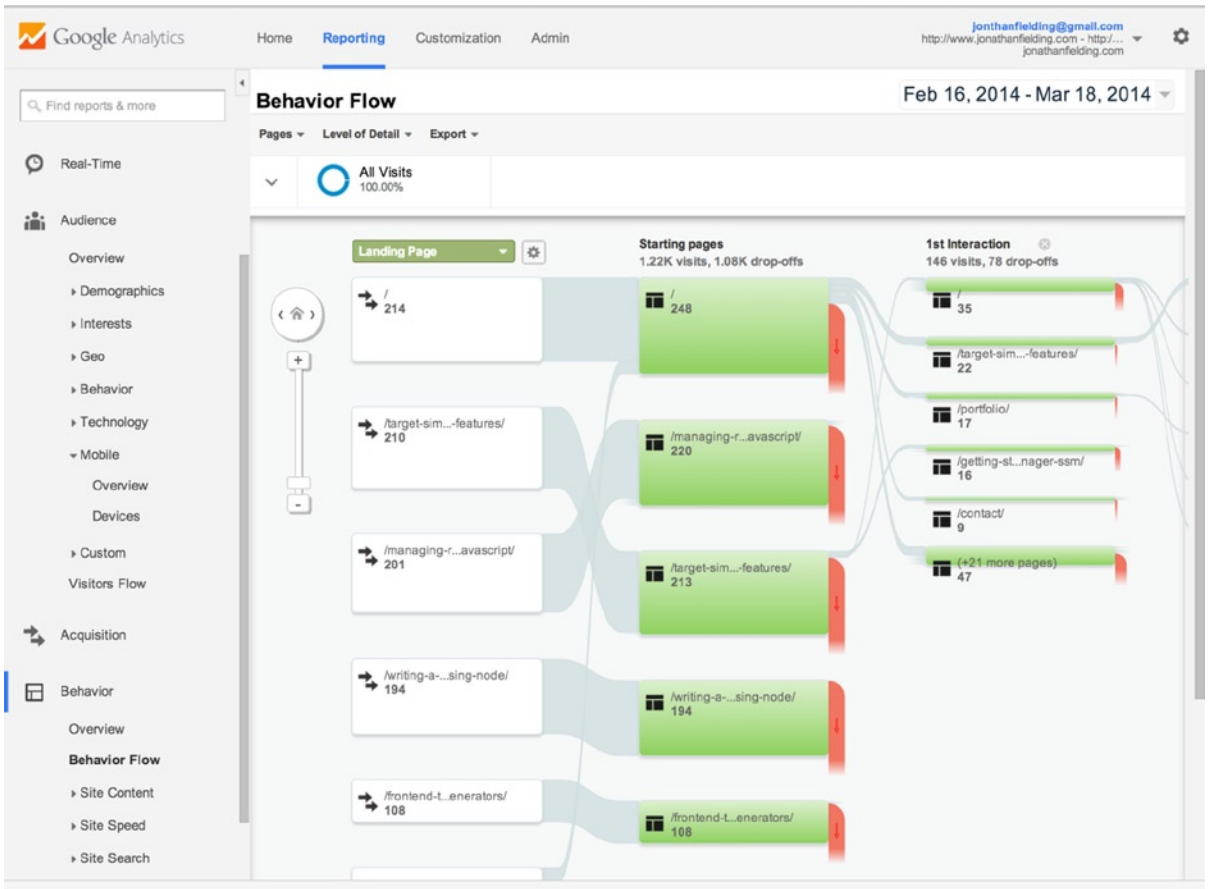 Google Analytics
Home Reporting Customization Admin
jonthanfielding@gmail.com
http://www.jonathanfielding.com - http:/...
jonathanfielding.com
Find reports & more
Real-Time
Audience
Overview
Demographics
Interests
Geo
Behavior
Technology
Mobile
Overview
Devices
Custom
Visitors Flow
Acquisition
Behavior
Overview
Behavior Flow
Site Content
Site Speed
Site Search
Behavior Flow
Feb 16, 2014 - Mar 18, 2014
Pages Level of Detail Export
All Visits
100.00%
Landing Page
/
214
/target-sim...-features/
210
/managing-r...avascript/
201
/writing-a-...sing-node/
194
/frontend-t...enerators/
108
Starting pages
1.22K visits, 1.08K drop-offs
/
248
/managing-r...avascript/
220
/target-sim...-features/
213
/writing-a-...sing-node/
194
/frontend-t...enerators/
108
1st Interaction
146 visits, 78 drop-offs
/
35
/target-sim...-features/
22
/portfolio/
17
/getting-st...nager-ssm/
16
/contact/
9
(+21 more pages)
47